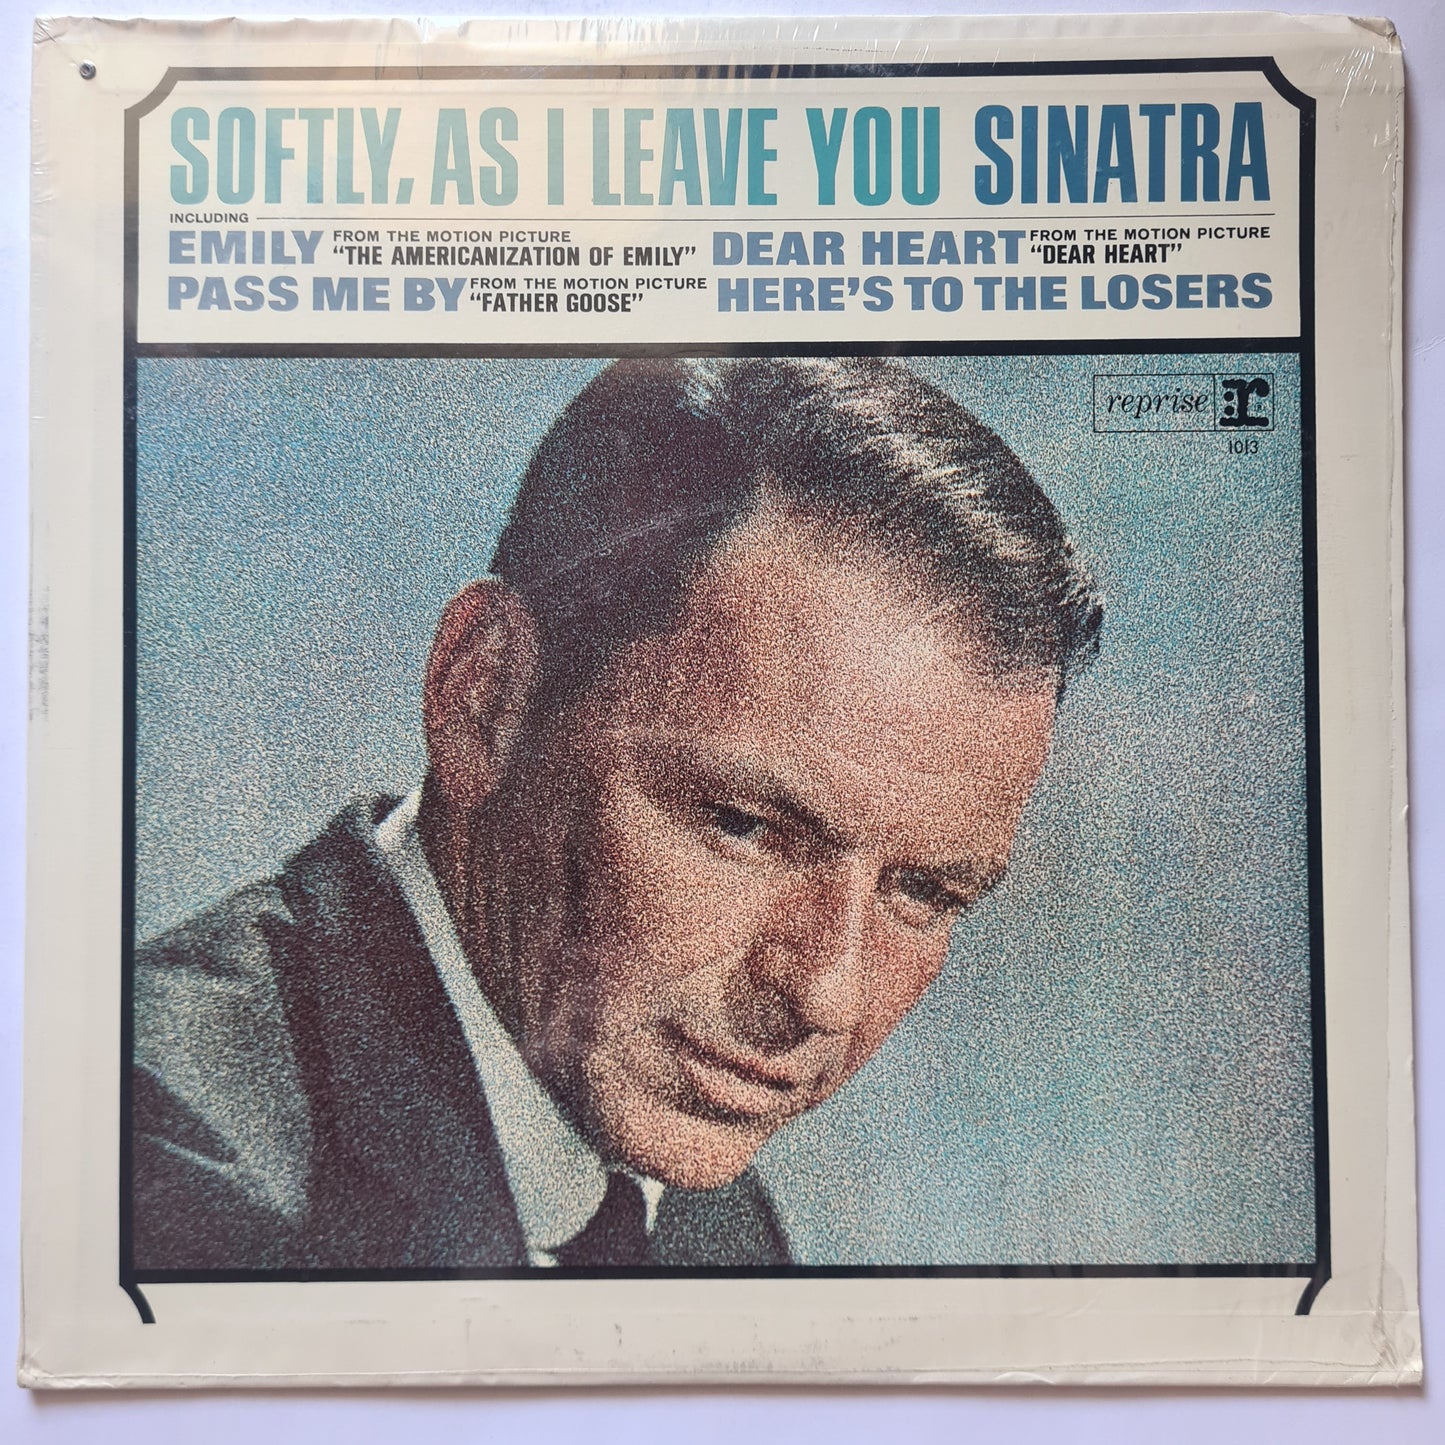 SOFTLY, AS I LEAVE YOU SINATRA
INCLUDING
EMILY FROM THE MOTION PICTURE "THE AMERICANIZATION OF EMILY"
DEAR HEART FROM THE MOTION PICTURE "DEAR HEART"
PASS ME BY FROM THE MOTION PICTURE "FATHER GOOSE"
HERE'S TO THE LOSERS
reprise r:
1013